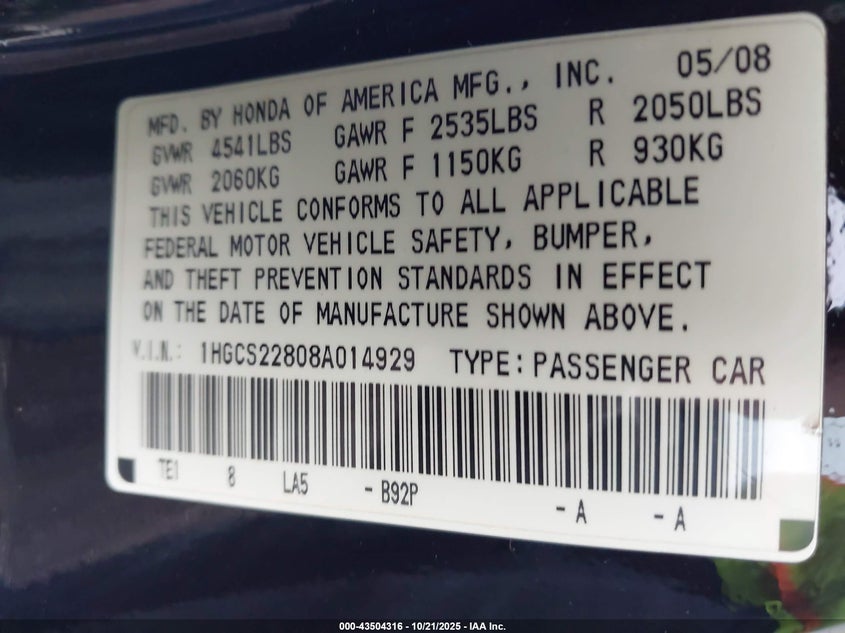 MFD. BY HONDA OF AMERICA MFG., INC. 05/08
GVWR 4541LBS GAWR F 2535LBS R 2050LBS
GVWR 2060KG GAWR F 1150KG R 930KG
THIS VEHICLE CONFORMS TO ALL APPLICABLE
FEDERAL MOTOR VEHICLE SAFETY, BUMPER,
AND THEFT PREVENTION STANDARDS IN EFFECT
ON THE DATE OF MANUFACTURE SHOWN ABOVE.
V.I.N.: 1HGCS22808A014929 TYPE: PASSENGER CAR
TE1 8 LA5 - B92P - A - A
000-43504316 - 10/21/2025 - IAA Inc.